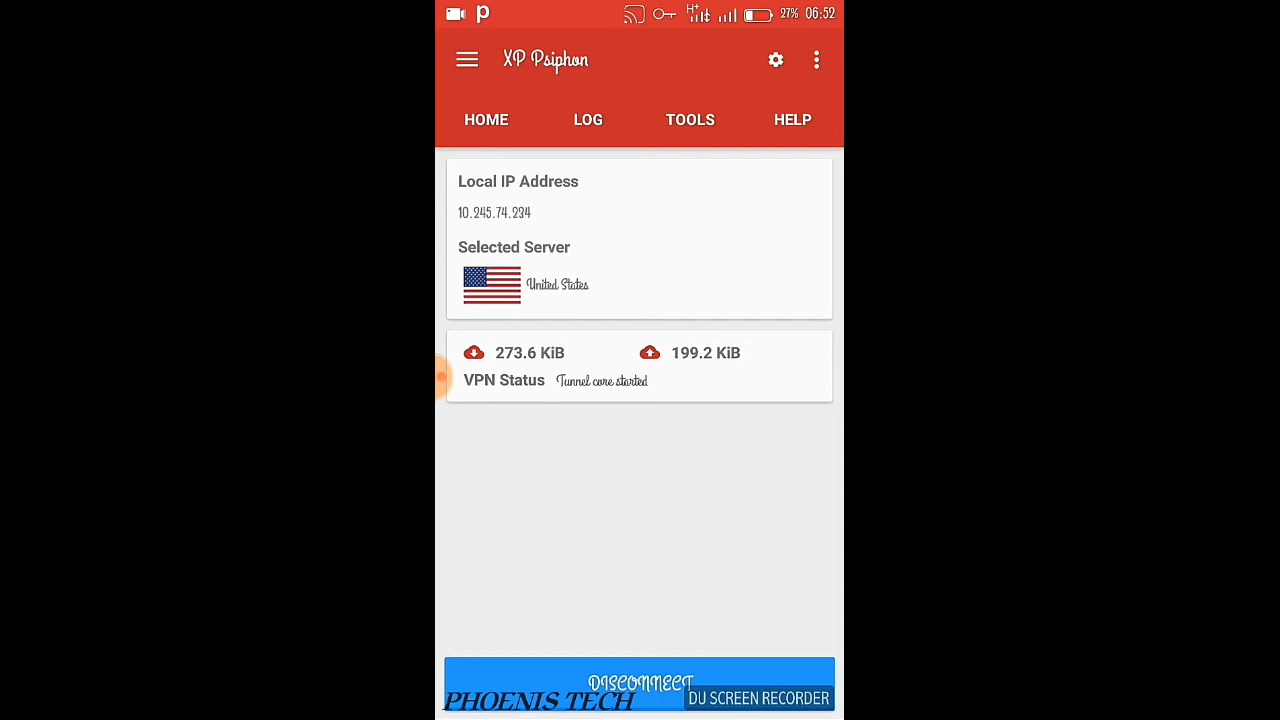 p H+ 27% 06:52
XP Psiphon
HOME LOG TOOLS HELP
Local IP Address
10.245.74.234
Selected Server
United States
273.6 KiB 199.2 KiB
VPN Status Tunnel core started
DISCONNECT
PHOENIS TECH DU SCREEN RECORDER